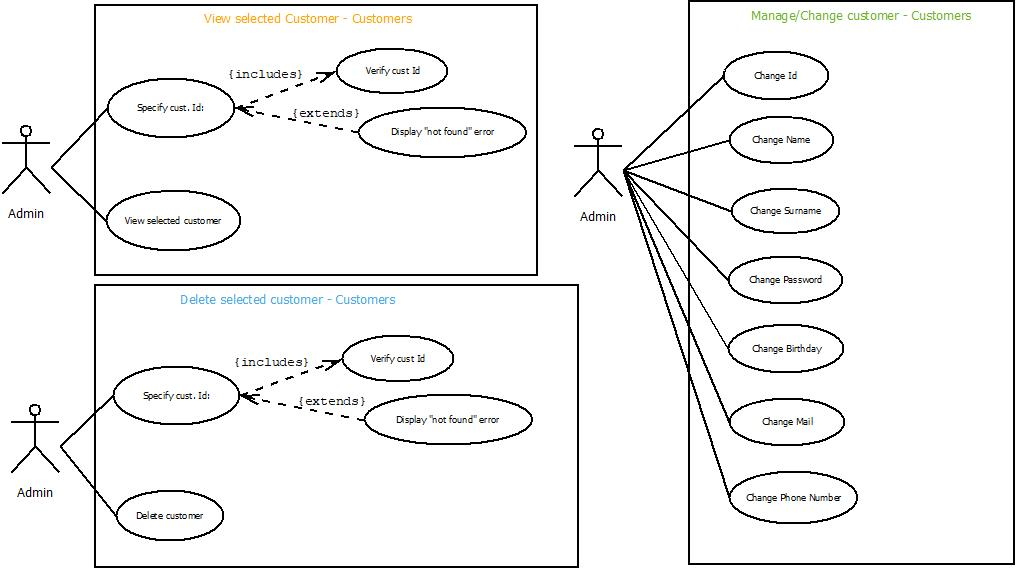 View selected Customer - Customers
{includes}
Verify cust Id
Specify cust. Id:
{extends}
Display "not found" error
Admin
View selected customer
Delete selected customer - Customers
{includes}
Verify cust Id
Specify cust. Id:
{extends}
Display "not found" error
Admin
Delete customer
Manage/Change customer - Customers
Change Id
Change Name
Admin
Change Surname
Change Password
Change Birthday
Change Mail
Change Phone Number